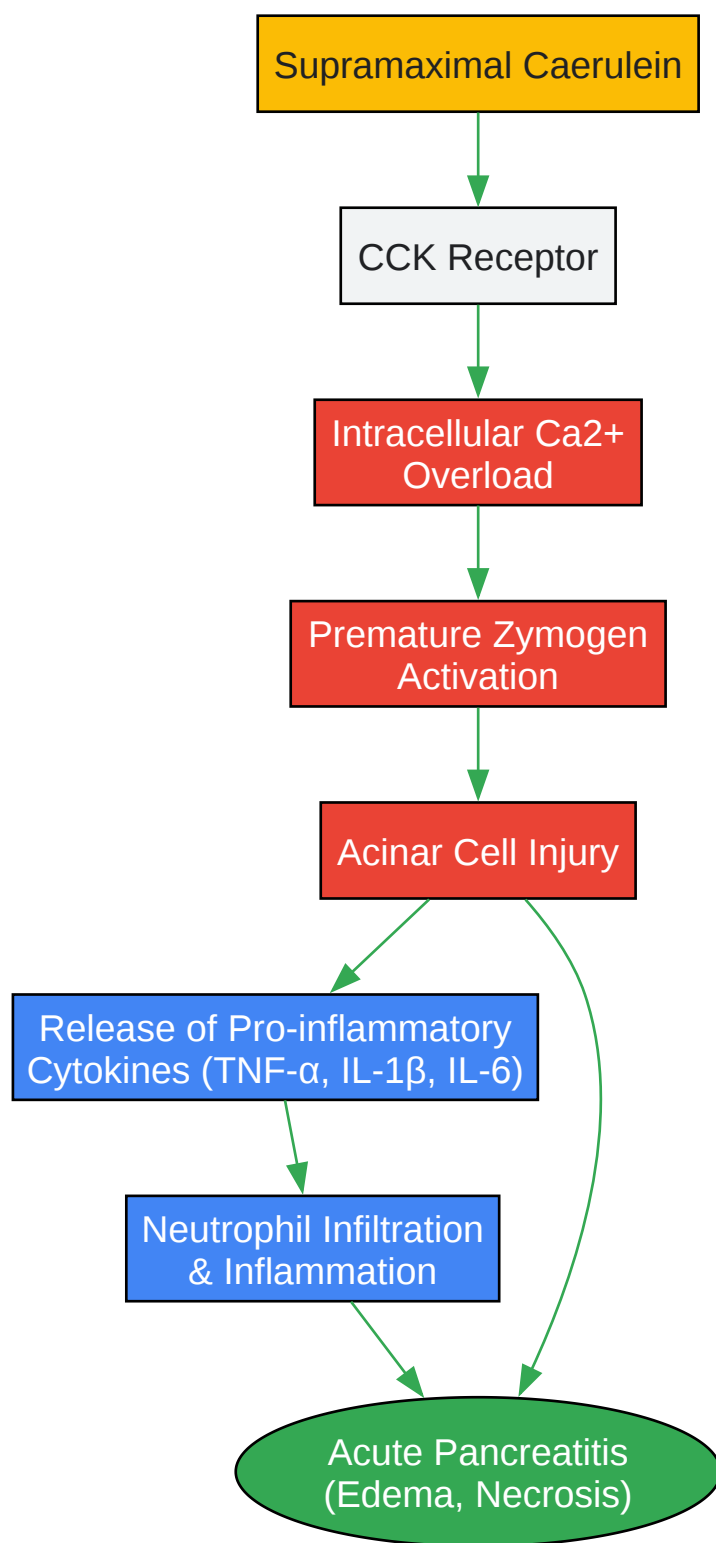 Supramaximal Caerulein
CCK Receptor
Intracellular Ca2+
Overload
Premature Zymogen
Activation
Acinar Cell Injury
Release of Pro-inflammatory
Cytokines (TNF-α, IL-1β, IL-6)
Neutrophil Infiltration
& Inflammation
Acute Pancreatitis
(Edema, Necrosis)